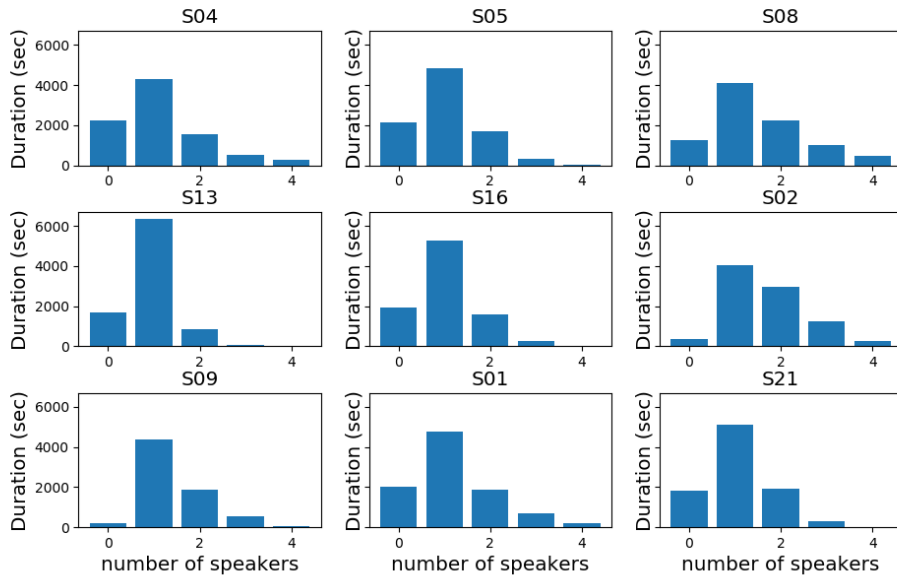 S04 S05 S08
Duration (sec) Duration (sec) Duration (sec)
6000
4000
2000
0
0 2 4 0 2 4 0 2 4
S13 S16 S02
Duration (sec) Duration (sec) Duration (sec)
6000
4000
2000
0
0 2 4 0 2 4 0 2 4
S09 S01 S21
Duration (sec) Duration (sec) Duration (sec)
6000
4000
2000
0
0 2 4 0 2 4 0 2 4
number of speakers number of speakers number of speakers